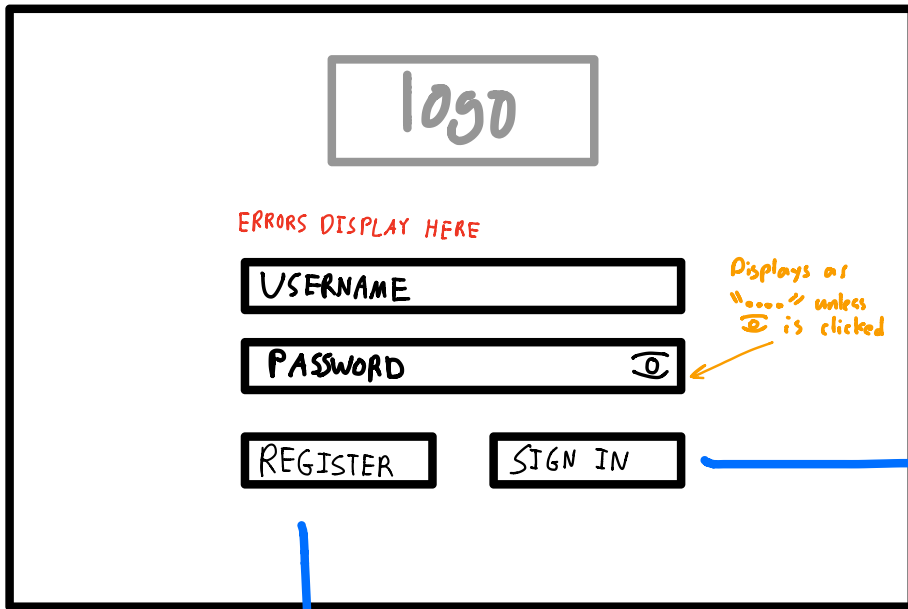 logo
ERRORS DISPLAY HERE
USERNAME
Displays as
"...." unless
is clicked
PASSWORD
REGISTER
SIGN IN